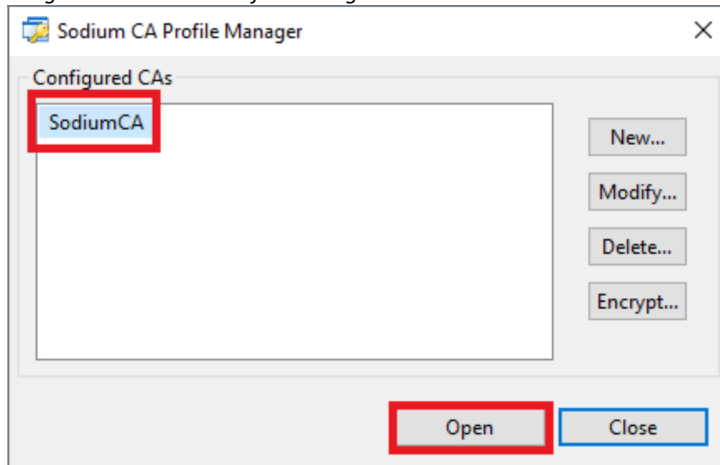 Sodium CA Profile Manager
Configured CAs
SodiumCA
New...
Modify...
Delete...
Encrypt...
Open
Close